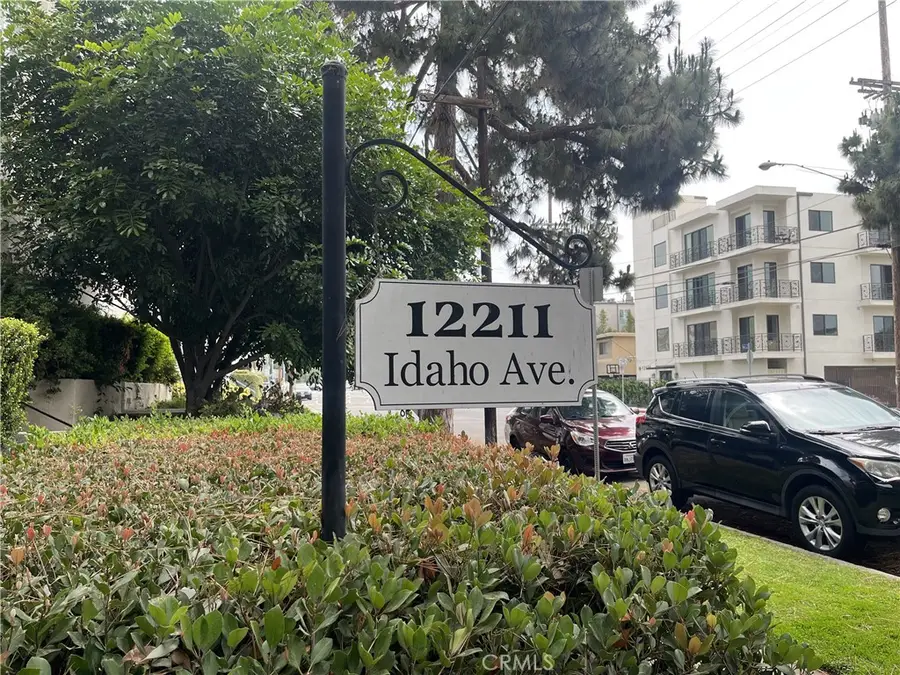 12211
Idaho Ave.
CRMLS